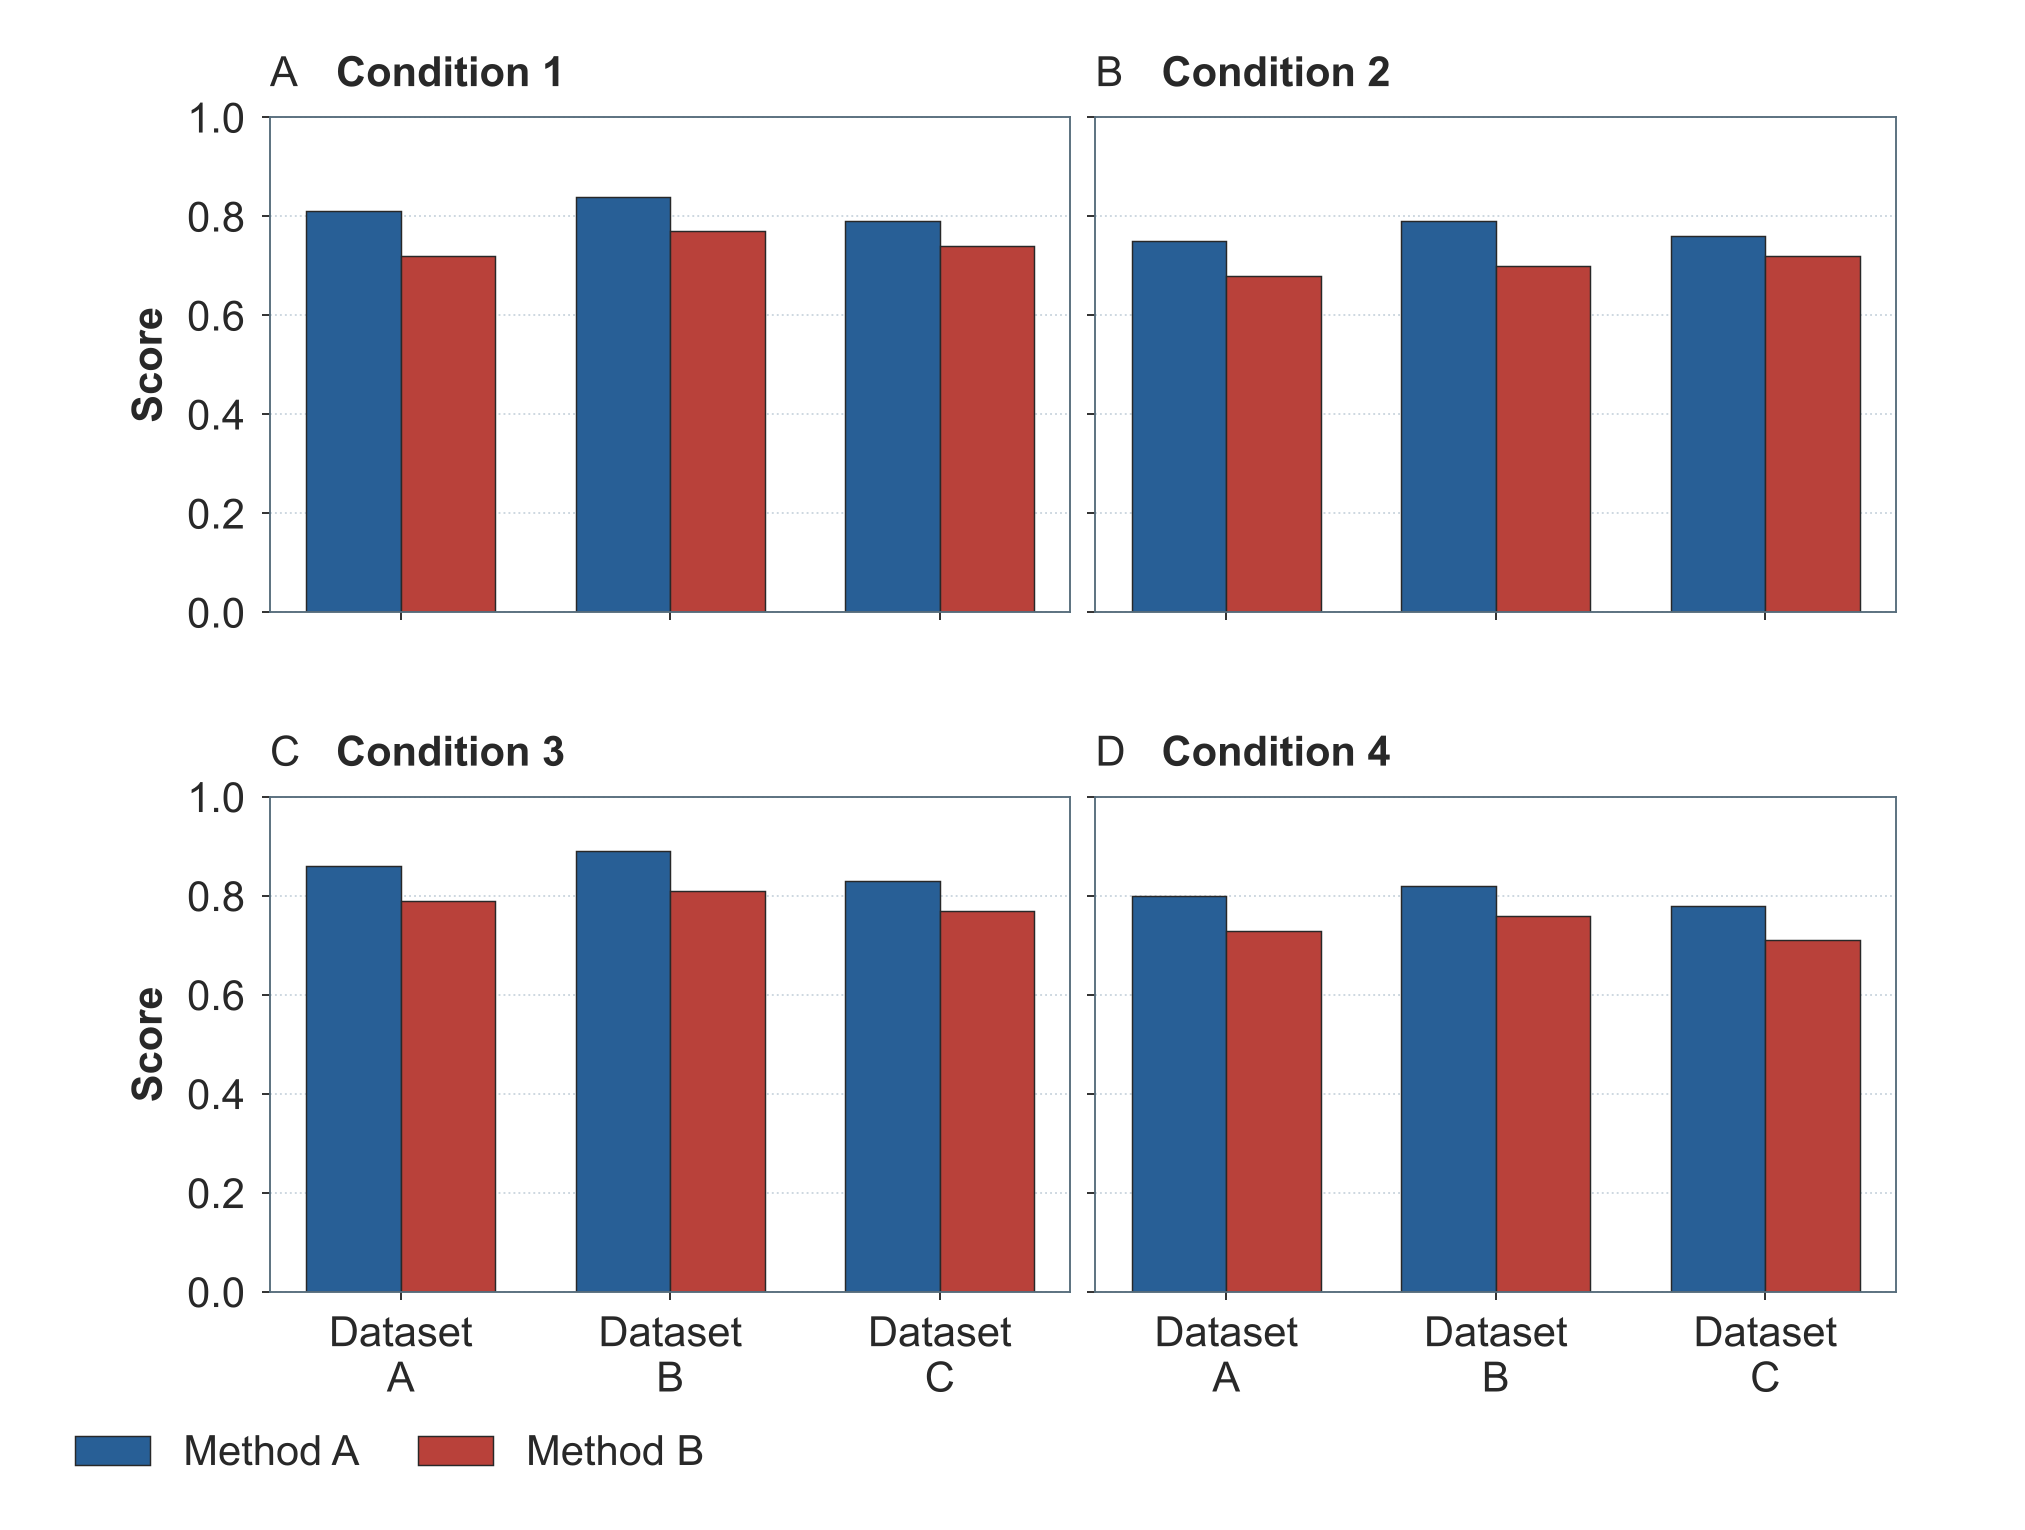 A Condition 1
B Condition 2
1.0
0.8
0.6
0.4
0.2
0.0
Score
C Condition 3
D Condition 4
1.0
0.8
0.6
0.4
0.2
0.0
Score
Dataset
A
Dataset
B
Dataset
C
Dataset
A
Dataset
B
Dataset
C
Method A
Method B